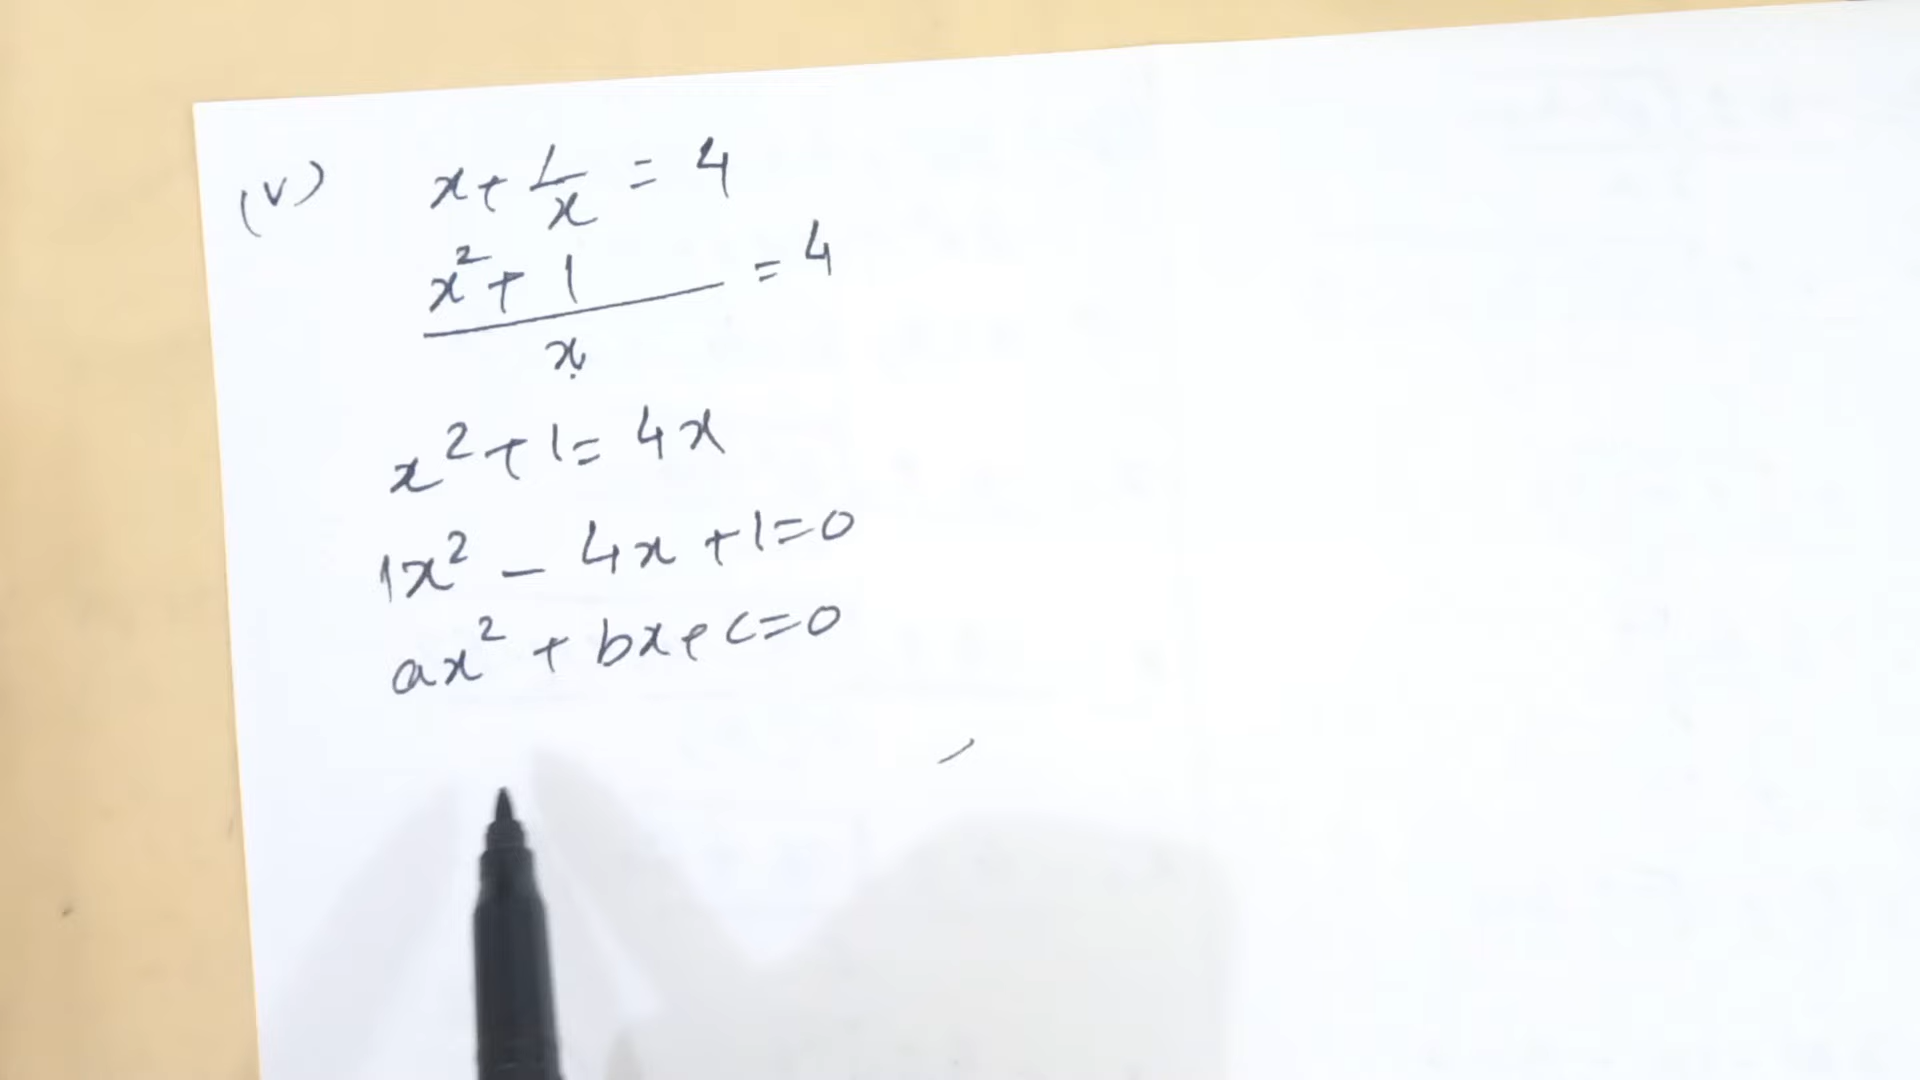 (v) x + 1/x = 4
x² + 1 / x = 4
x² + 1 = 4x
1x² - 4x + 1 = 0
ax² + bx + c = 0